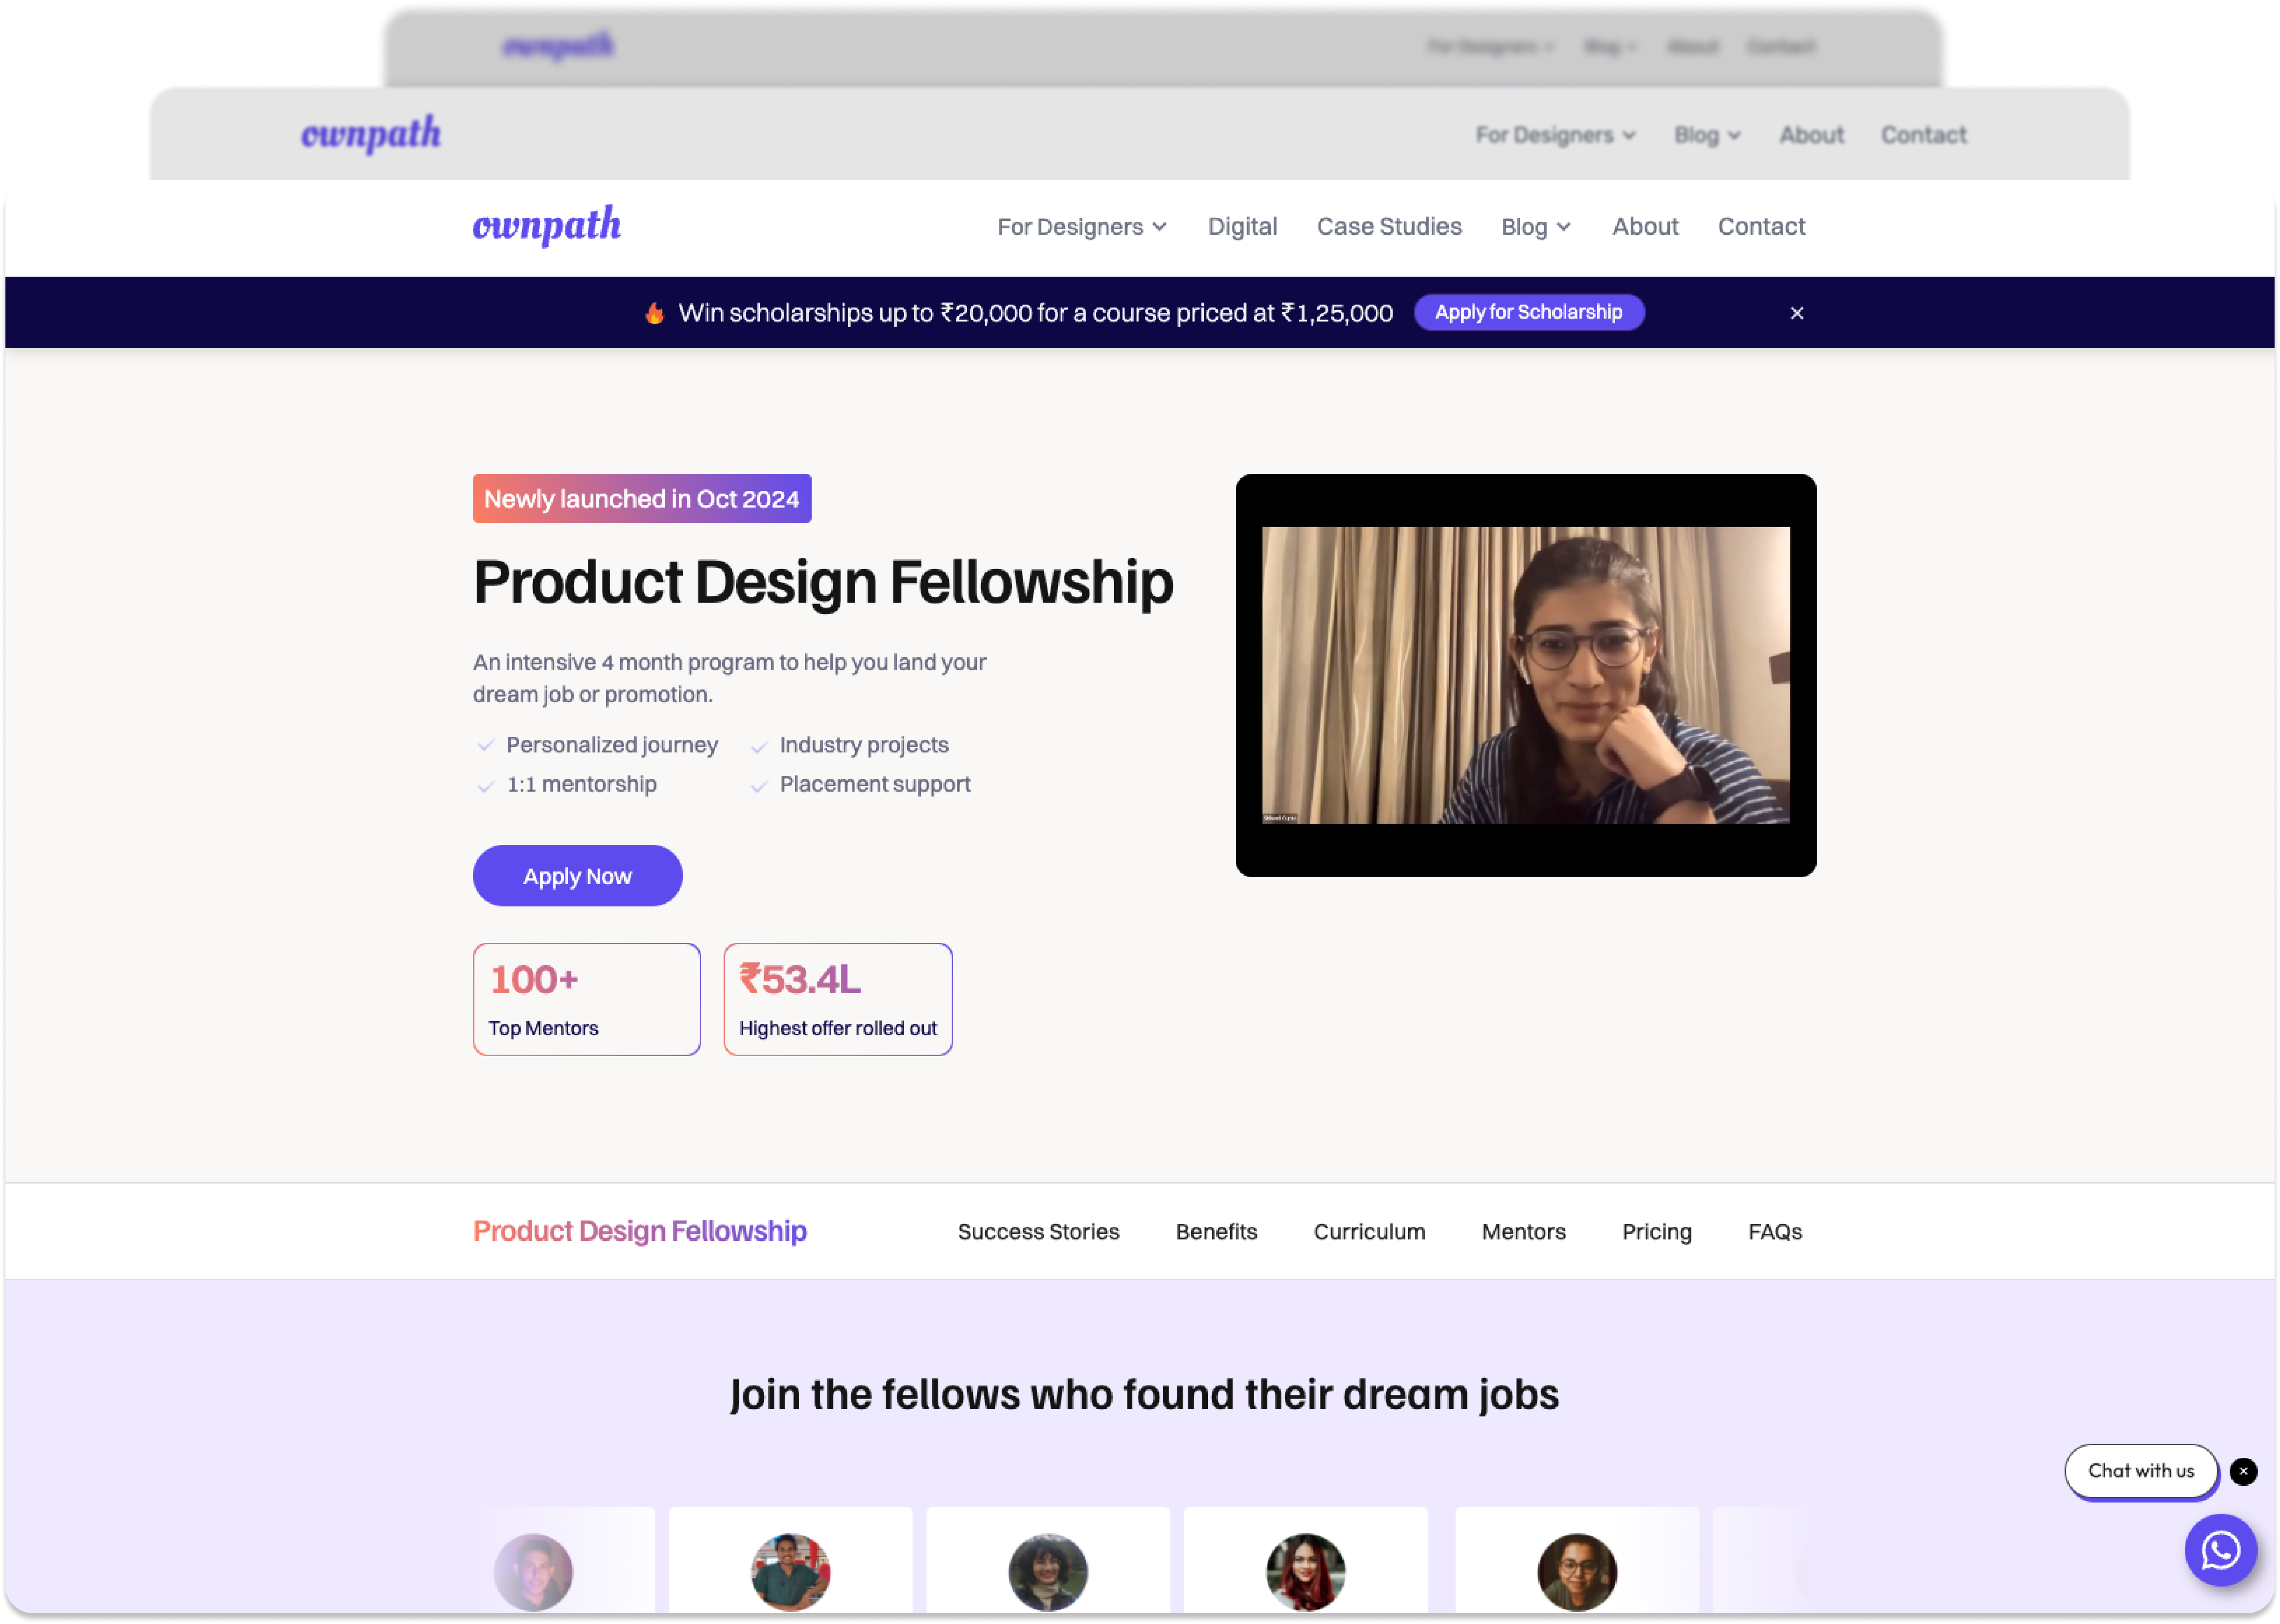 ownpath
For Designers Blog About Contact
ownpath
For Designers Blog About Contact
ownpath
For Designers Digital Case Studies Blog About Contact
Win scholarships up to ₹20,000 for a course priced at ₹1,25,000 Apply for Scholarship
Newly launched in Oct 2024
Product Design Fellowship
An intensive 4 month program to help you land your
dream job or promotion.
Personalized journey Industry projects
1:1 mentorship Placement support
Apply Now
100+
Top Mentors
₹53.4L
Highest offer rolled out
Product Design Fellowship
Success Stories Benefits Curriculum Mentors Pricing FAQs
Join the fellows who found their dream jobs
Chat with us